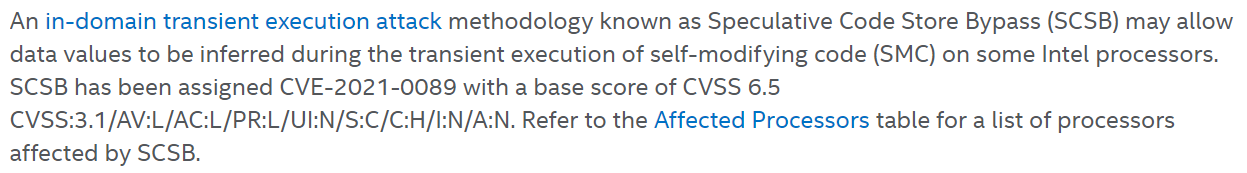 An in-domain transient execution attack methodology known as Speculative Code Store Bypass (SCSB) may allow
data values to be inferred during the transient execution of self-modifying code (SMC) on some Intel processors.
SCSB has been assigned CVE-2021-0089 with a base score of CVSS 6.5
CVSS:3.1/AV:L/AC:L/PR:L/UI:N/S:C/C:H/I:N/A:N. Refer to the Affected Processors table for a list of processors
affected by SCSB.